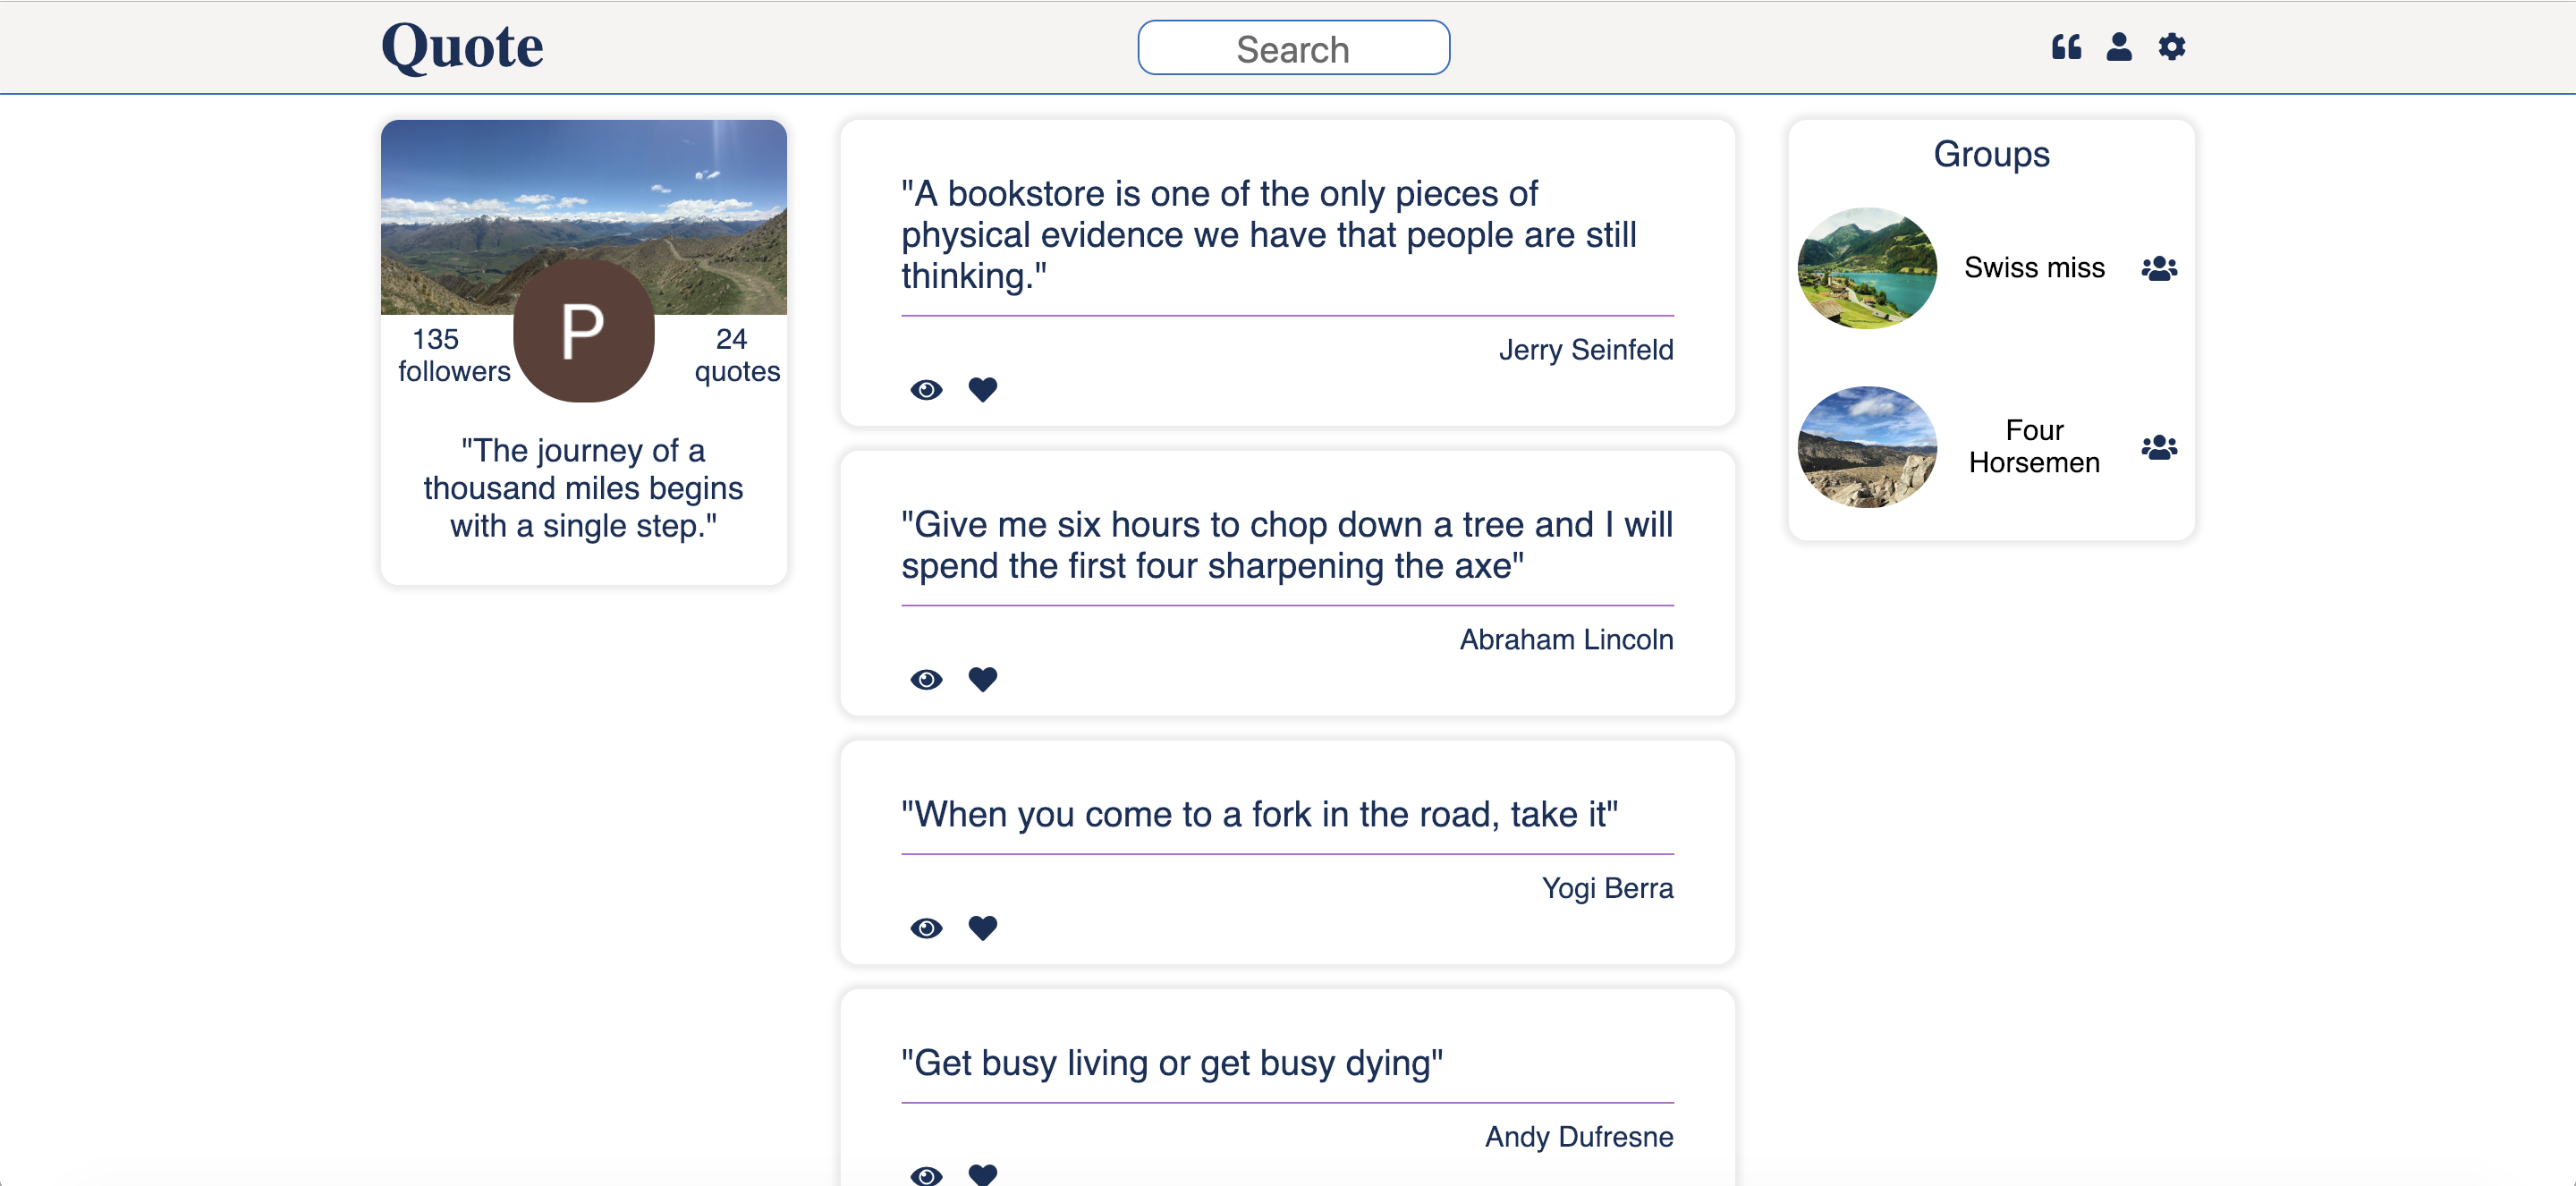 Quote
Search
135
followers
P
24
quotes
"The journey of a
thousand miles begins
with a single step."
"A bookstore is one of the only pieces of
physical evidence we have that people are still
thinking."
Jerry Seinfeld
"Give me six hours to chop down a tree and I will
spend the first four sharpening the axe"
Abraham Lincoln
"When you come to a fork in the road, take it"
Yogi Berra
"Get busy living or get busy dying"
Andy Dufresne
Groups
Swiss miss
Four
Horsemen